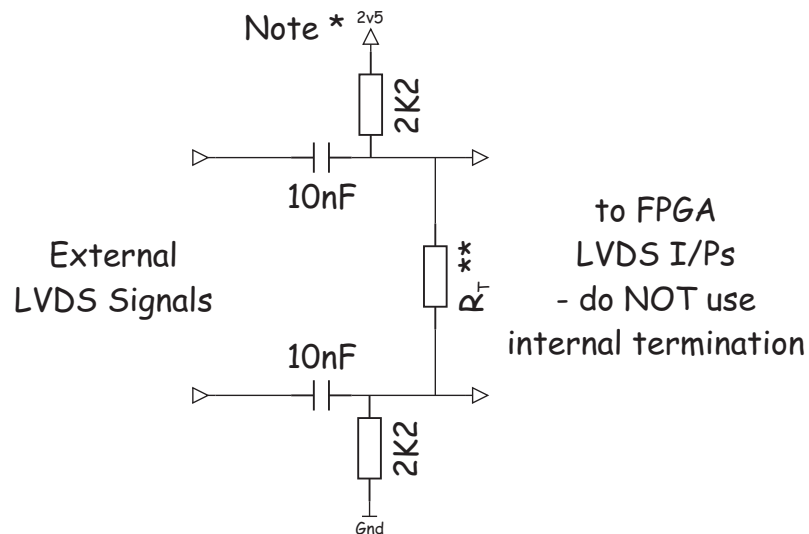 Note * 2v5
2K2
10nF
to FPGA
LVDS I/Ps
- do NOT use
internal termination
External
LVDS Signals
RT **
10nF
2K2
Gnd